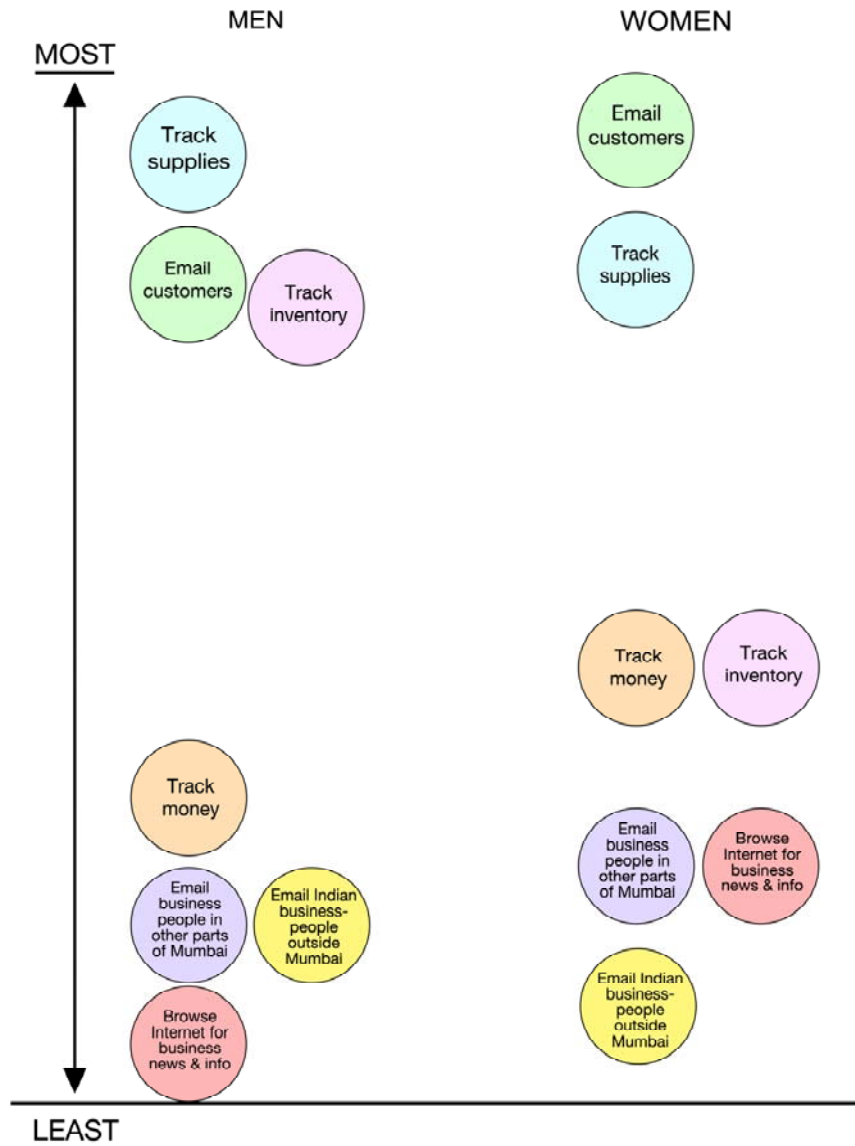 MEN
WOMEN
MOST
Track
supplies
Email
customers
Track
inventory
Track
money
Email
business
people in
other parts
of Mumbai
Email Indian
business-
people
outside
Mumbai
Browse
Internet for
business
news & info
Email
customers
Track
supplies
Track
money
Track
inventory
Email
business
people in
other parts
of Mumbai
Browse
Internet for
business
news & info
Email Indian
business-
people
outside
Mumbai
LEAST